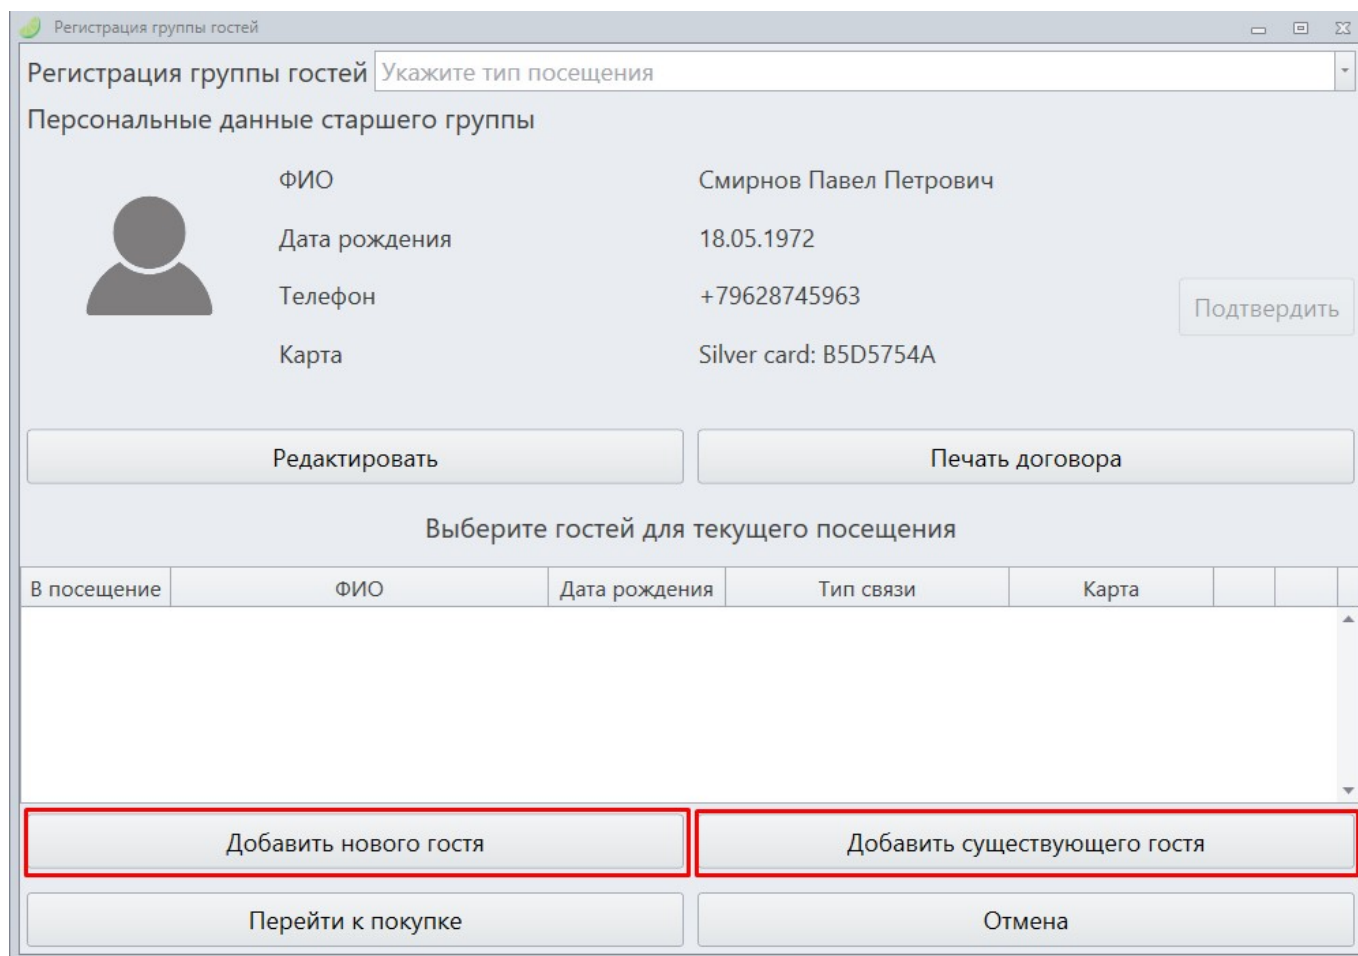 Регистрация группы гостей
Регистрация группы гостей Укажите тип посещения
Персональные данные старшего группы
ФИО Смирнов Павел Петрович
Дата рождения 18.05.1972
Телефон +79628745963
Подтвердить
Карта Silver card: B5D5754A
Редактировать Печать договора
Выберите гостей для текущего посещения
В посещение ФИО Дата рождения Тип связи Карта
Добавить нового гостя Добавить существующего гостя
Перейти к покупке Отмена